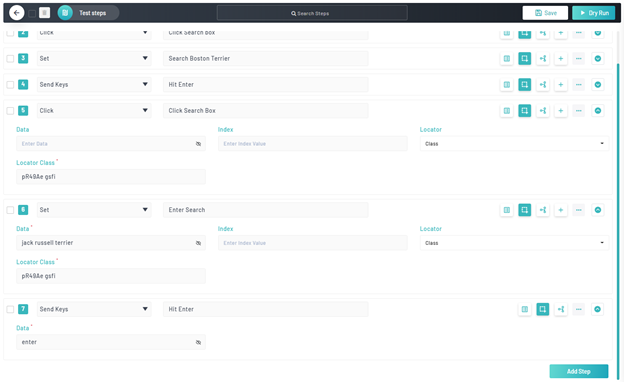 Test steps
Search Steps
Save
Dry Run
2 Click Click Search box
3 Set Search Boston Terrier
4 Send Keys Hit Enter
5 Click Click Search Box
Data Index Locator
Enter Data Enter Index Value Class
Locator Class *
pR49Ae gsfi
6 Set Enter Search
Data * Index Locator
jack russell terrier Enter Index Value Class
Locator Class *
pR49Ae gsfi
7 Send Keys Hit Enter
Data *
enter
Add Step